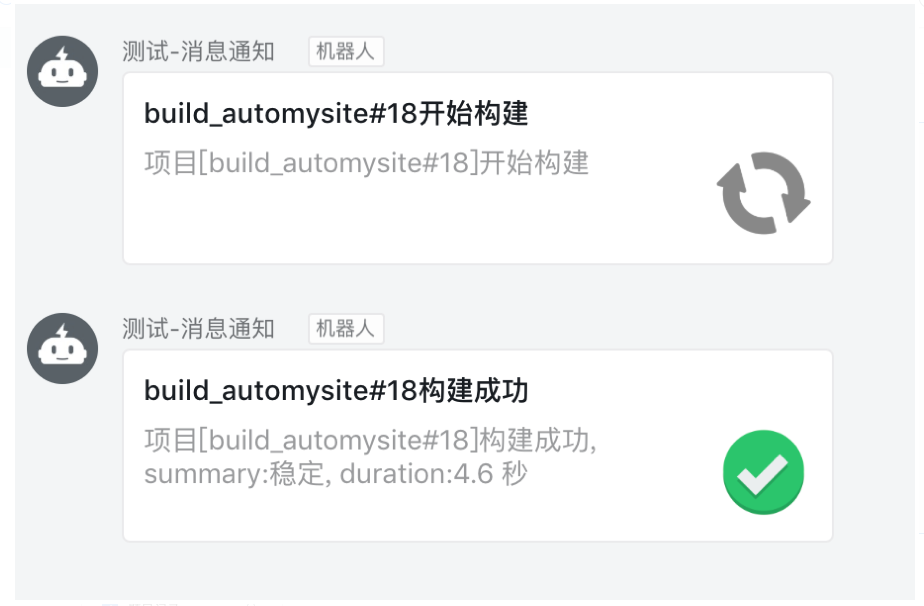 测试-消息通知 机器人
build_automysite#18开始构建
项目[build_automysite#18]开始构建
测试-消息通知 机器人
build_automysite#18构建成功
项目[build_automysite#18]构建成功,
summary:稳定, duration:4.6 秒